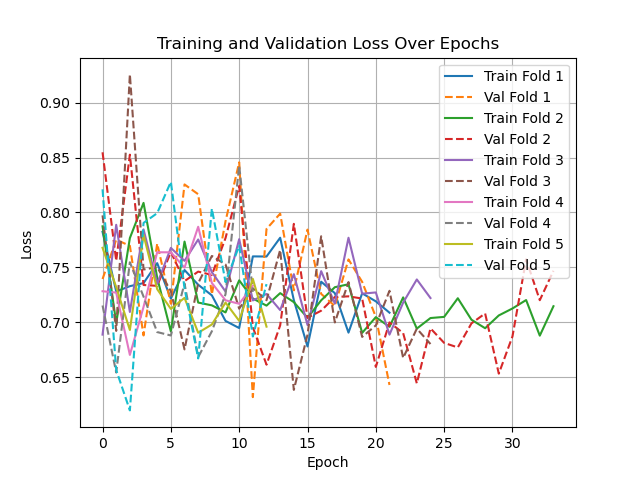 Training and Validation Loss Over Epochs
Loss
0.90
0.85
0.80
0.75
0.70
0.65
0
5
10
15
20
25
30
Epoch
Train Fold 1
Val Fold 1
Train Fold 2
Val Fold 2
Train Fold 3
Val Fold 3
Train Fold 4
Val Fold 4
Train Fold 5
Val Fold 5